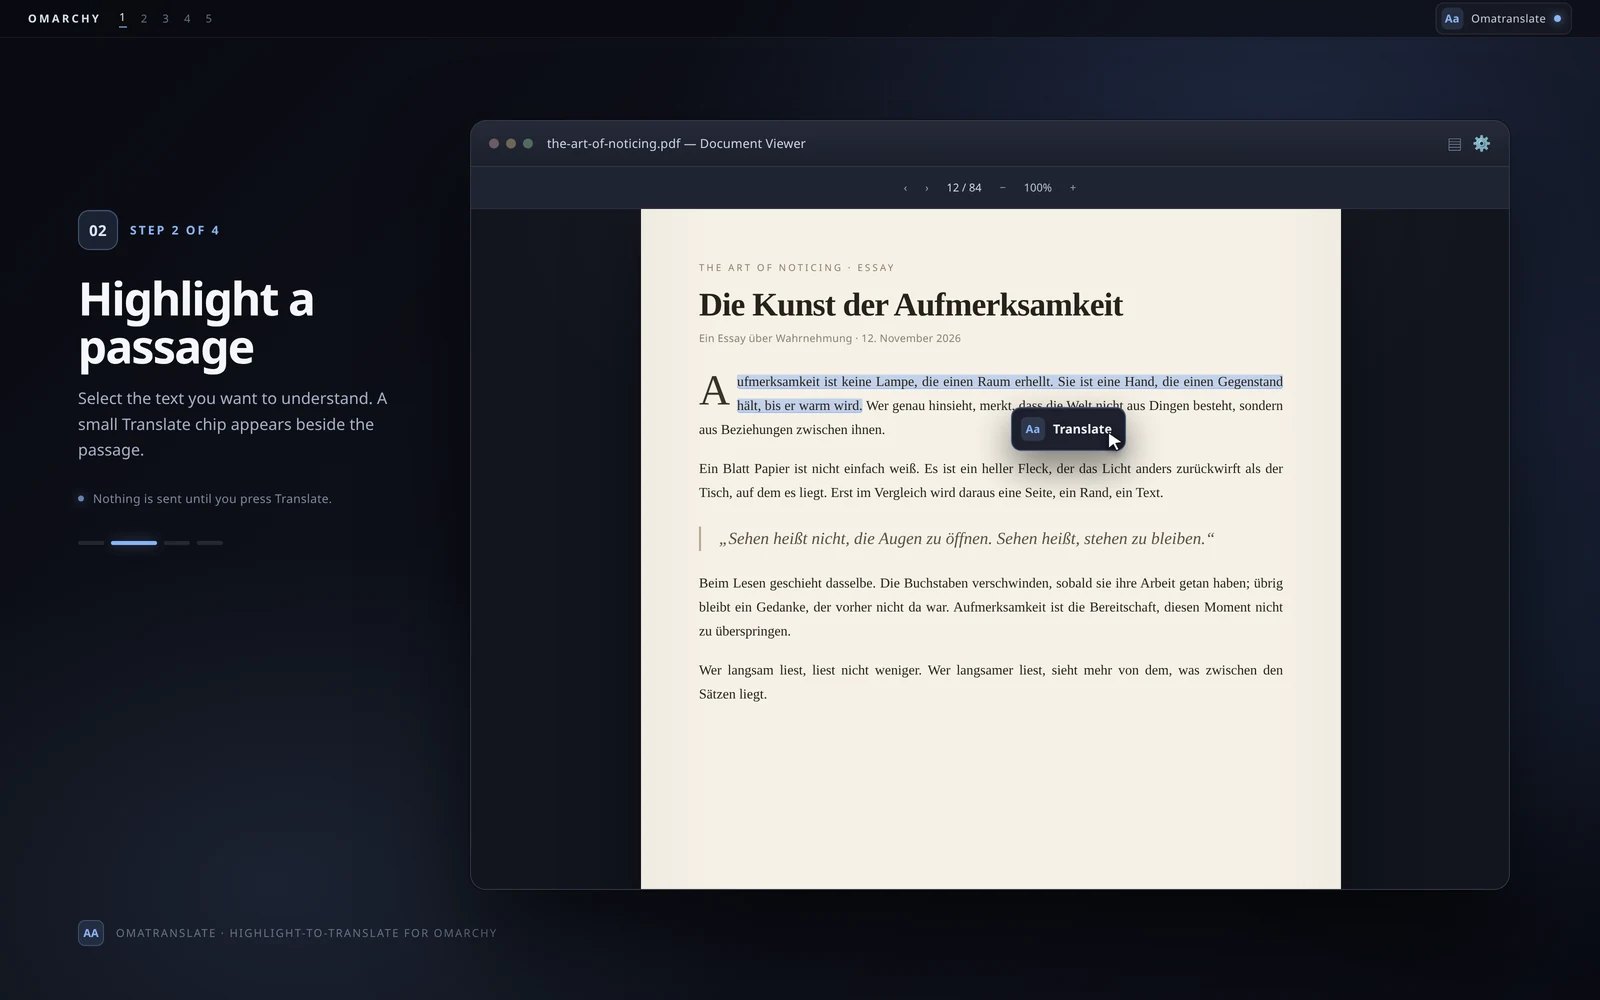 OMARCHY 1 2 3 4 5
Aa Omatranslate
02 STEP 2 OF 4
Highlight a
passage
Select the text you want to understand. A
small Translate chip appears beside the
passage.
Nothing is sent until you press Translate.
the-art-of-noticing.pdf — Document Viewer
‹ › 12 / 84 − 100% +
THE ART OF NOTICING · ESSAY
Die Kunst der Aufmerksamkeit
Ein Essay über Wahrnehmung · 12. November 2026
Aufmerksamkeit ist keine Lampe, die einen Raum erhellt. Sie ist eine Hand, die einen Gegenstand
hält, bis er warm wird. Wer genau hinsieht, merkt, dass die Welt nicht aus Dingen besteht, sondern
aus Beziehungen zwischen ihnen.
Aa Translate
Ein Blatt Papier ist nicht einfach weiß. Es ist ein heller Fleck, der das Licht anders zurückwirft als der
Tisch, auf dem es liegt. Erst im Vergleich wird daraus eine Seite, ein Rand, ein Text.
„Sehen heißt nicht, die Augen zu öffnen. Sehen heißt, stehen zu bleiben.“
Beim Lesen geschieht dasselbe. Die Buchstaben verschwinden, sobald sie ihre Arbeit getan haben; übrig
bleibt ein Gedanke, der vorher nicht da war. Aufmerksamkeit ist die Bereitschaft, diesen Moment nicht
zu überspringen.
Wer langsam liest, liest nicht weniger. Wer langsamer liest, sieht mehr von dem, was zwischen den
Sätzen liegt.
AA OMATRANSLATE · HIGHLIGHT-TO-TRANSLATE FOR OMARCHY